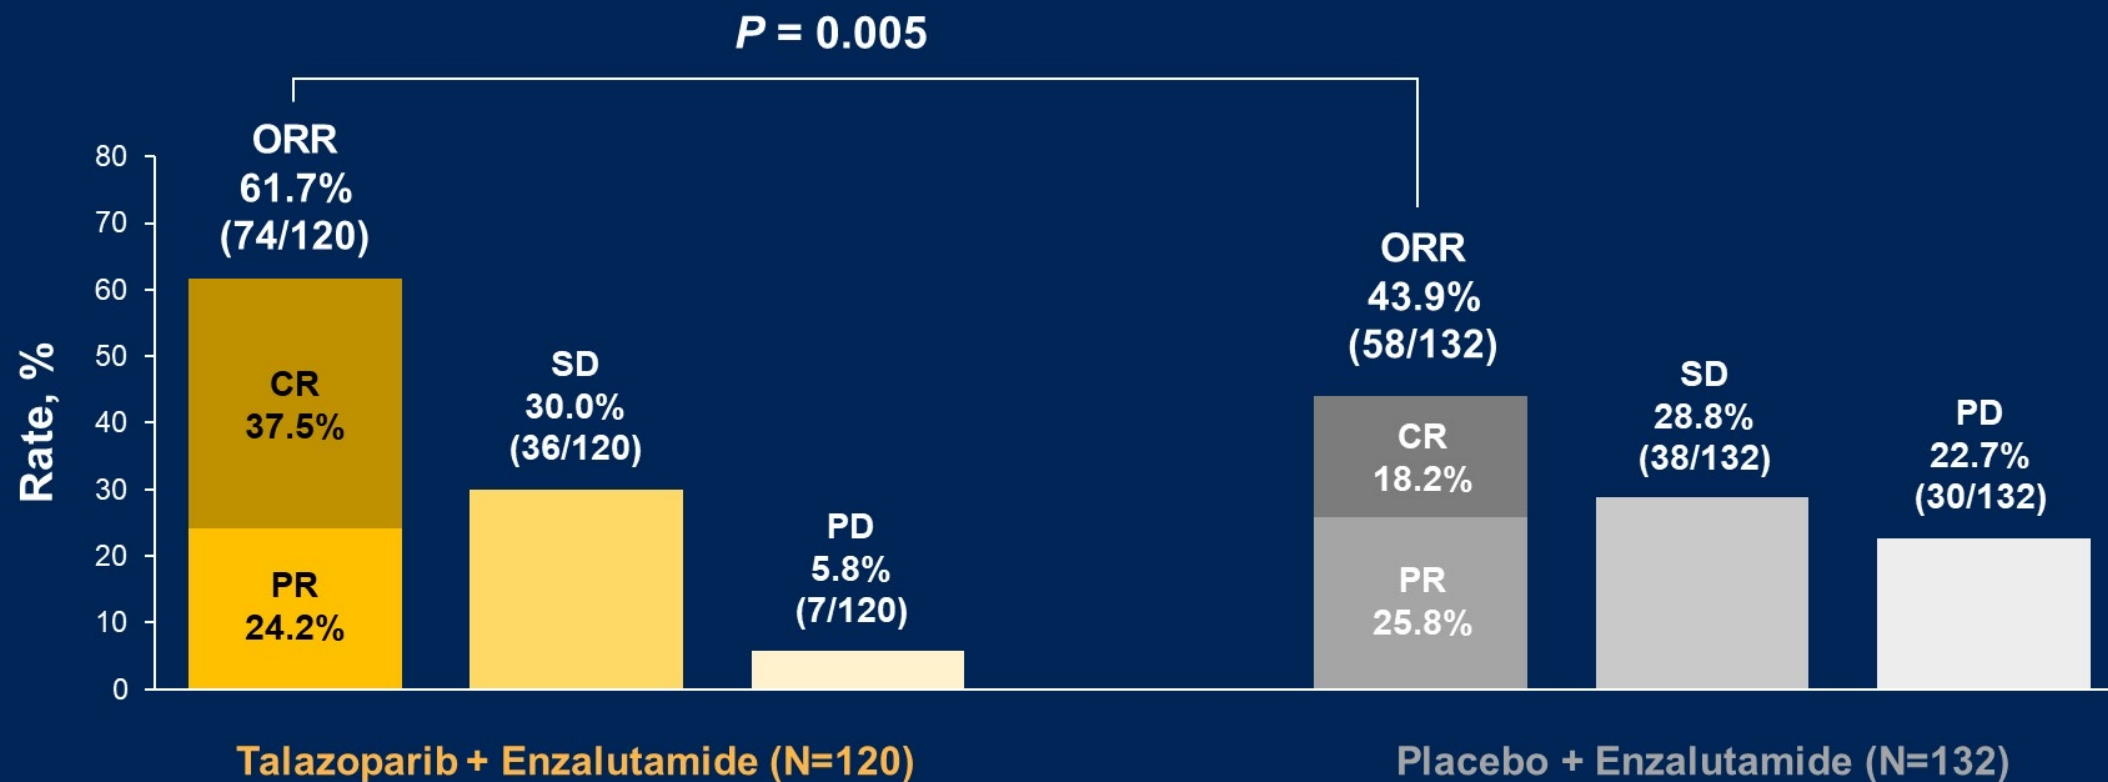 P = 0.005
ORR
61.7%
(74/120)
ORR
43.9%
(58/132)
Rate, %
80
70
60
50
40
30
20
10
0
CR
37.5%
PR
24.2%
SD
30.0%
(36/120)
PD
5.8%
(7/120)
CR
18.2%
PR
25.8%
SD
28.8%
(38/132)
PD
22.7%
(30/132)
Talazoparib + Enzalutamide (N=120)
Placebo + Enzalutamide (N=132)